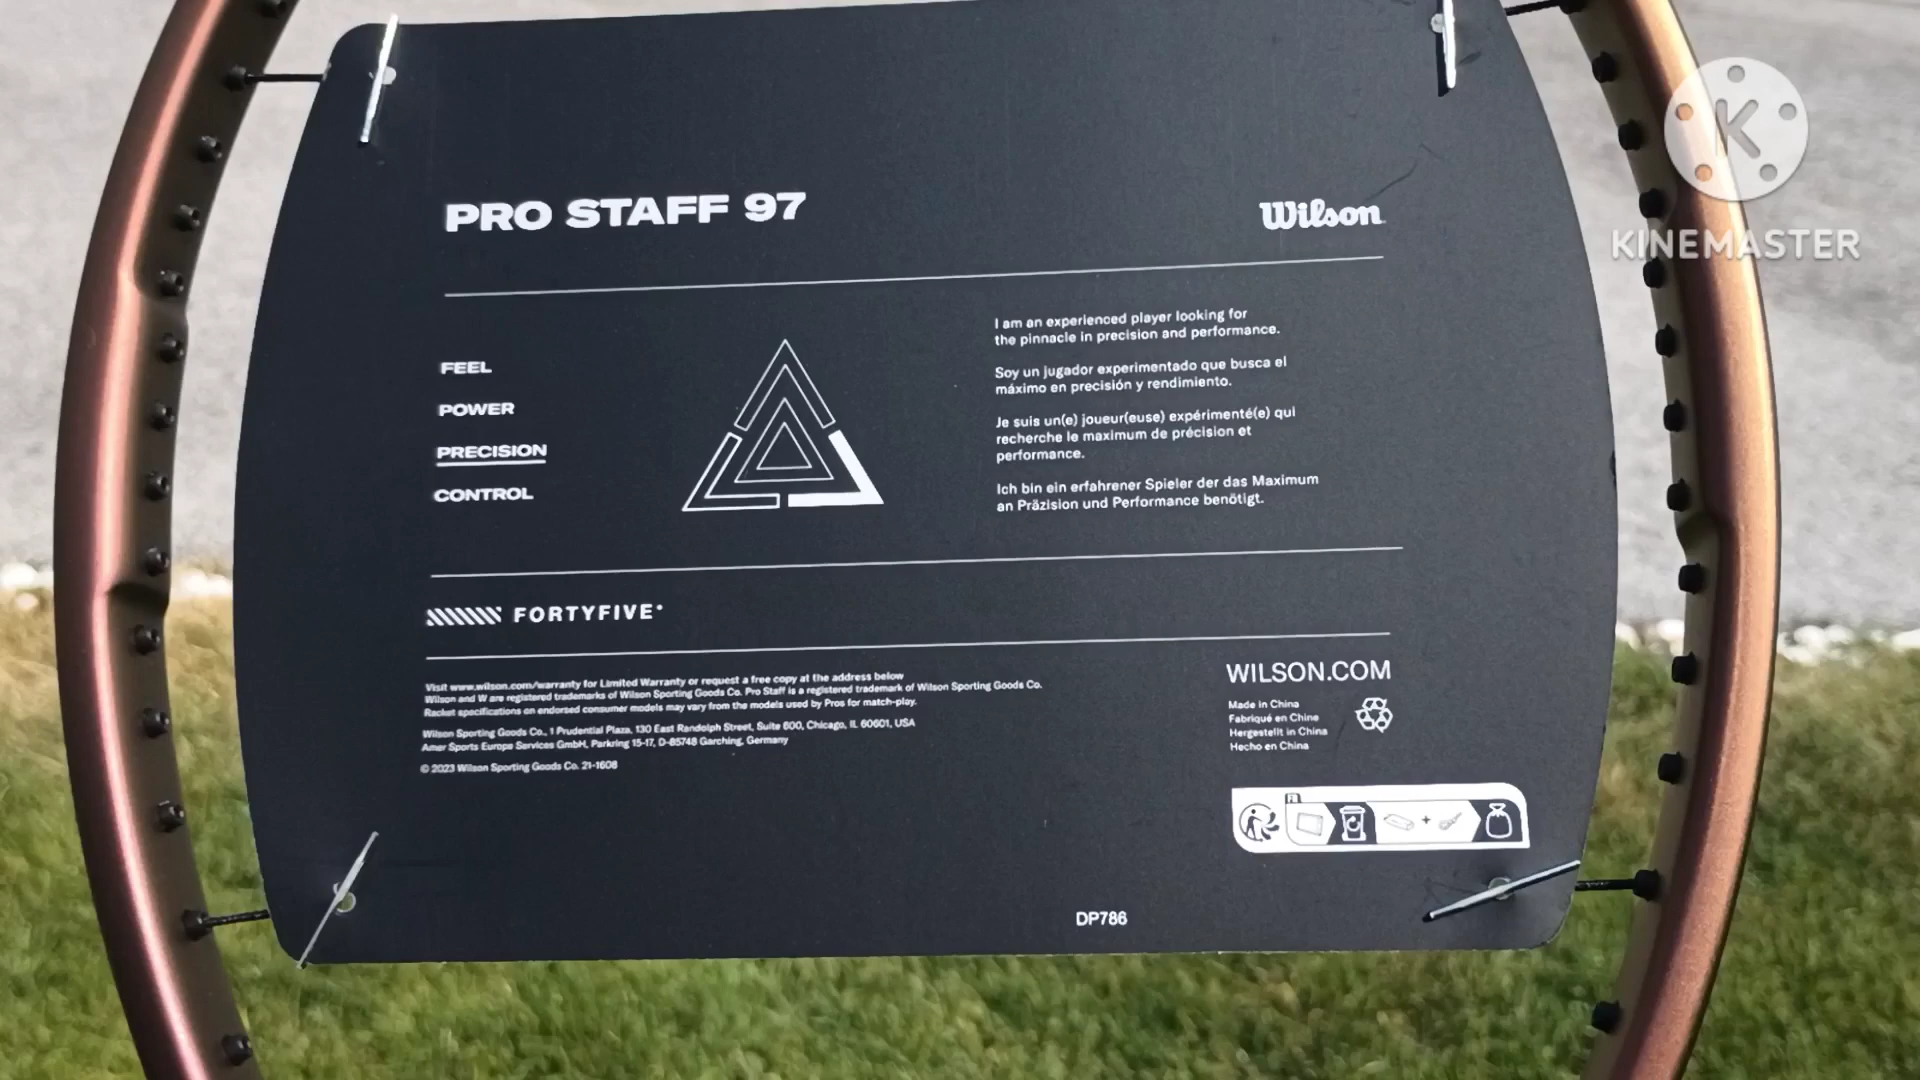 PRO STAFF 97
Wilson
K
KINEMASTER
FEEL
POWER
PRECISION
CONTROL
I am an experienced player looking for
the pinnacle in precision and performance.
Soy un jugador experimentado que busca el
máximo en precisión y rendimiento.
Je suis un(e) joueur(euse) expérimenté(e) qui
recherche le maximum de précision et
performance.
Ich bin ein erfahrener Spieler der das Maximum
an Präzision und Performance benötigt.
FORTYFIVE°
Visit www.wilson.com/warranty for Limited Warranty or request a free copy at the address below
Wilson and W are registered trademarks of Wilson Sporting Goods Co. Pro Staff is a registered trademark of Wilson Sporting Goods Co.
Racket specifications on endorsed consumer models may vary from the models used by Pros for match-play.
Wilson Sporting Goods Co., 1 Prudential Plaza, 130 East Randolph Street, Suite 600, Chicago, IL 60601, USA
Amer Sports Europe Services GmbH, Parkring 15-17, D-85748 Garching, Germany
© 2023 Wilson Sporting Goods Co. 21-1608
WILSON.COM
Made in China
Fabriqué en Chine
Hergestellt in China
Hecho en China
FR
+
DP786